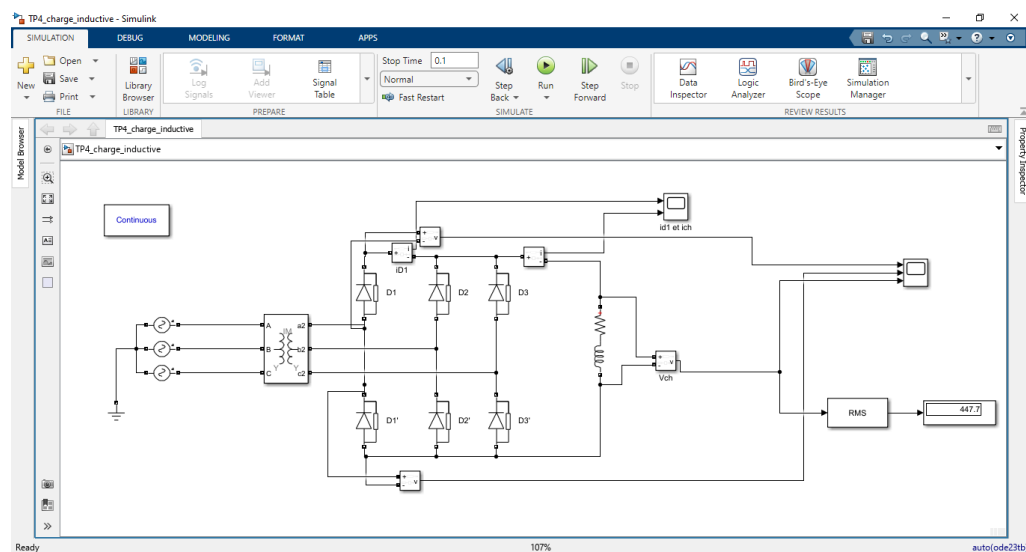 TP4_charge_inductive - Simulink
SIMULATION DEBUG MODELING FORMAT APPS
New
Open
Save
Print
FILE
Library Browser
LIBRARY
Log Signals
Add Viewer
Signal Table
PREPARE
Stop Time 0.1
Normal
Fast Restart
Step Back
Run
Step Forward
Stop
SIMULATE
Data Inspector
Logic Analyzer
Bird's-Eye Scope
Simulation Manager
REVIEW RESULTS
Model Browser
TP4_charge_inductive
TP4_charge_inductive
Property Inspector
Continuous
id1 et ich
+ - v
+ - i
iD1
+ - i
D1
D2
D3
A a2
B b2
C c2
Y Y
+ - v
Vch
RMS
447.7
D1'
D2'
D3'
+ - v
Ready
107%
auto(ode23tb